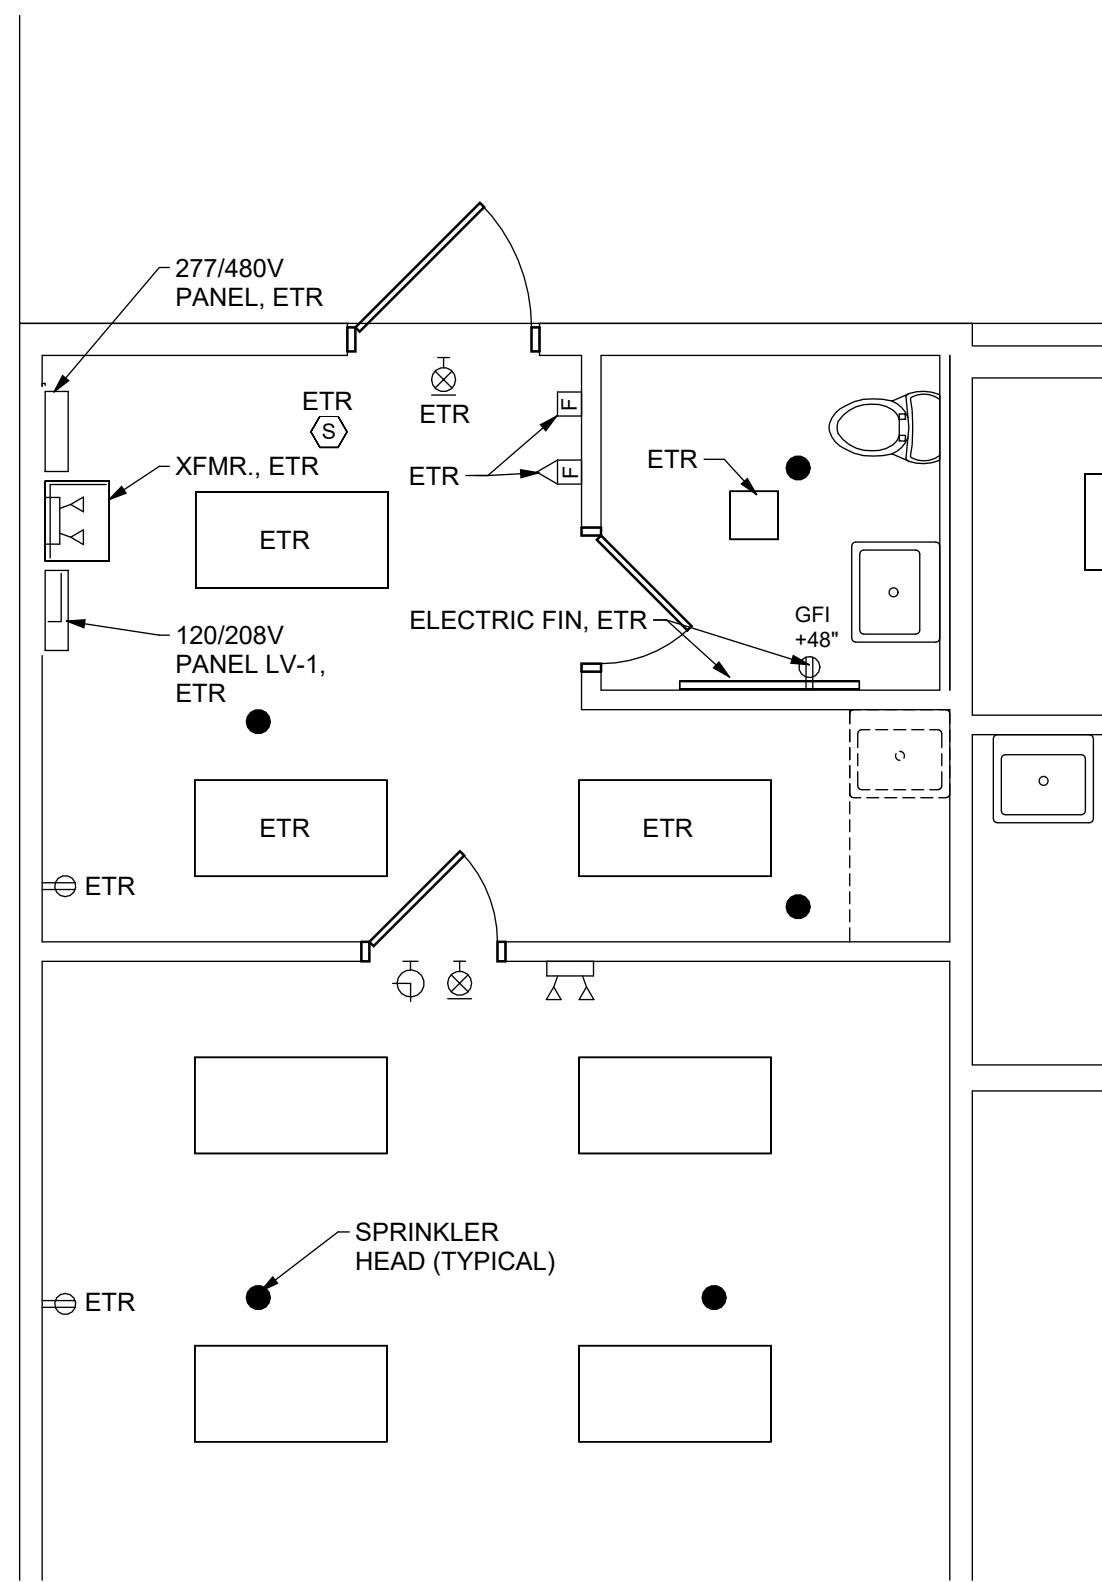 277/480V
PANEL, ETR
ETR
S
ETR
F
ETR
F
ETR
XFMR., ETR
ETR
ELECTRIC FIN, ETR
GFI
+48"
120/208V
PANEL LV-1,
ETR
ETR
ETR
ETR
SPRINKLER
HEAD (TYPICAL)
ETR